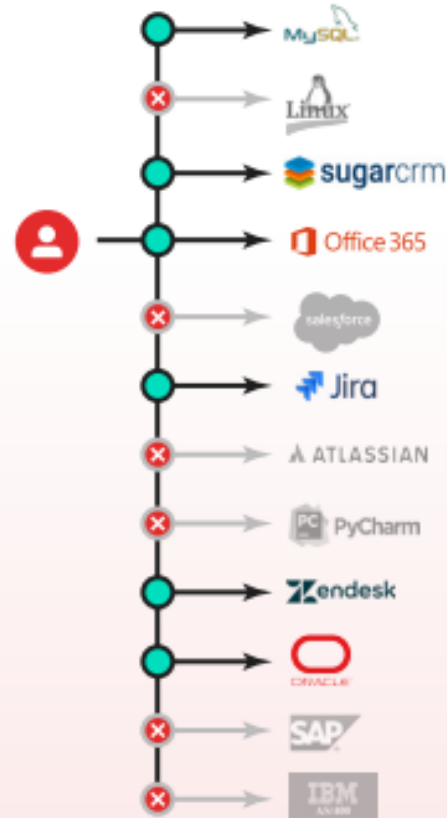 MySQL
Linux
sugarcrm
Office 365
salesforce
Jira
ATLASSIAN
PC
PyCharm
Zendesk
ORACLE
SAP
IBM